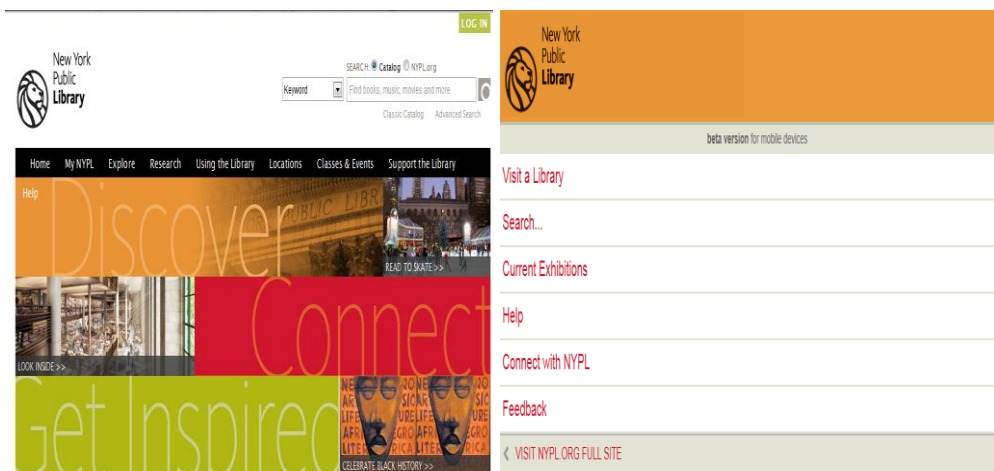 LOG IN
New York
Public
Library
SEARCH: Catalog NYPL.org
Keyword
Find books, music, movies and more
Classic Catalog Advanced Search
Home My NYPL Explore Research Using the Library Locations Classes & Events Support the Library
Help
Discover
PUBLIC LIBR
READ TO SKATE >>
Connect
LOOK INSIDE >>
Get Inspired
CELEBRATE BLACK HISTORY >>
New York
Public
Library
beta version for mobile devices
Visit a Library
Search...
Current Exhibitions
Help
Connect with NYPL
Feedback
VISIT NYPL.ORG FULL SITE